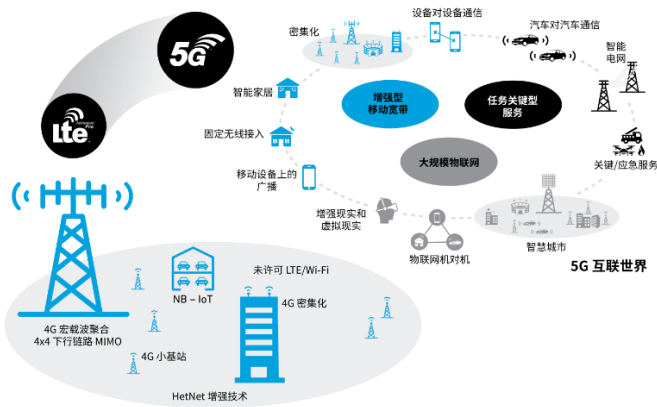 设备对设备通信
汽车对汽车通信
密集化
智能
电网
5G
智能家居
增强型
移动宽带
任务关键型
服务
LTE
Advanced
Pro
固定无线接入
大规模物联网
关键/应急服务
移动设备上的
广播
增强现实和
虚拟现实
物联网机对机
智慧城市
5G 互联世界
未许可 LTE/Wi-Fi
NB – IoT
4G 密集化
4G 宏载波聚合
4x4 下行链路 MIMO
4G 小基站
HetNet 增强技术